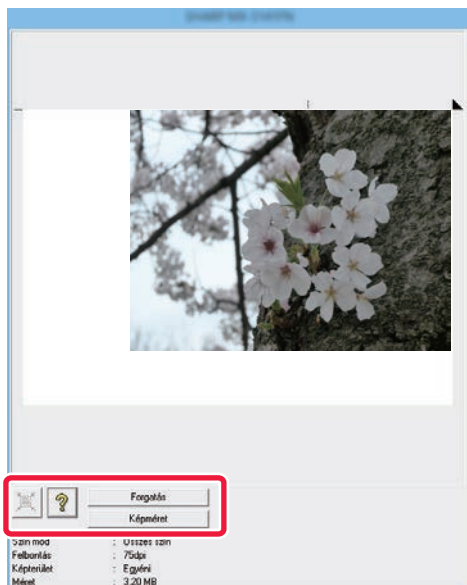 ?
Forgatás
Képméret
Szín mód : Összes szín
Felbontás : 75dpi
Képterület : Egyéni
Méret : 3.20 MB